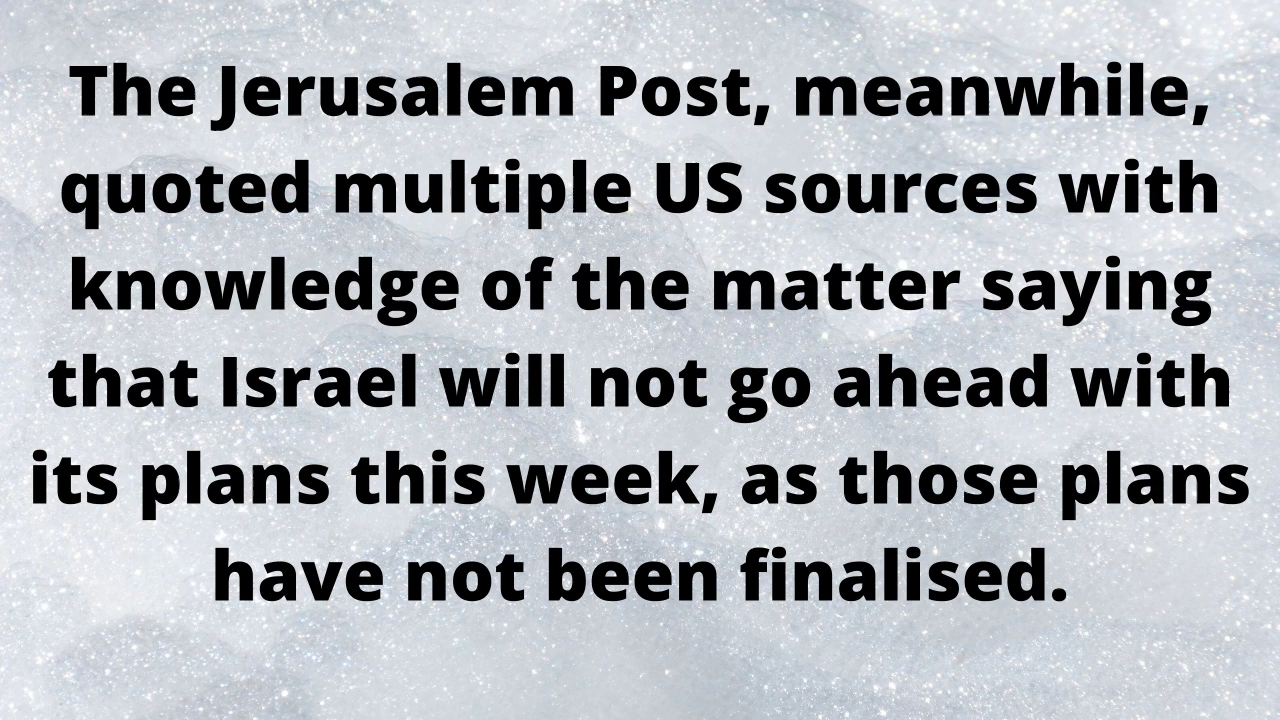 The Jerusalem Post, meanwhile,
quoted multiple US sources with
knowledge of the matter saying
that Israel will not go ahead with
its plans this week, as those plans
have not been finalised.